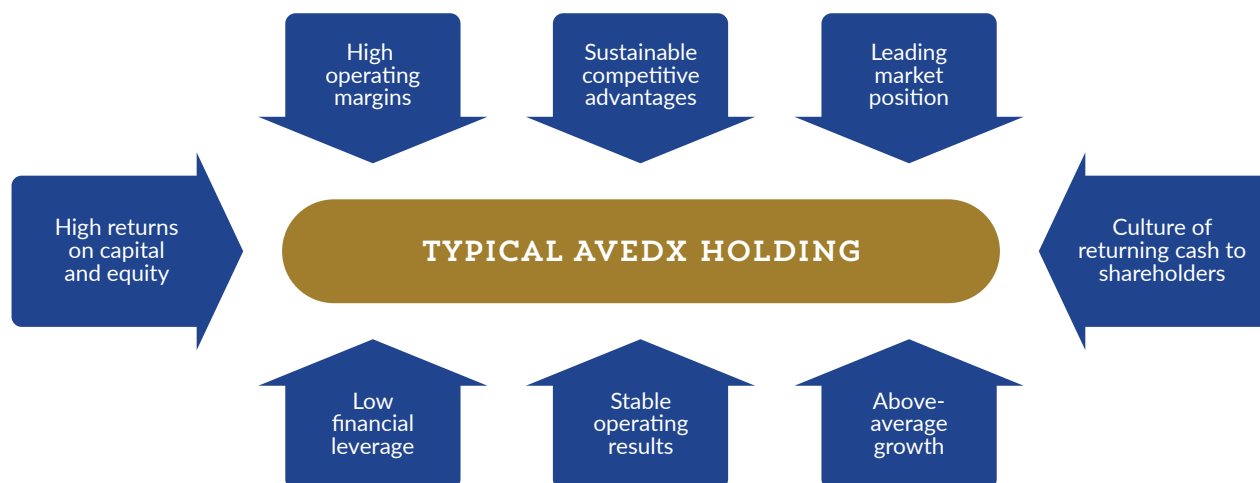 High
operating
margins
Sustainable
competitive
advantages
Leading
market
position
High returns
on capital
and equity
TYPICAL AVEDX HOLDING
Culture of
returning cash to
shareholders
Low
financial
leverage
Stable
operating
results
Above-
average
growth